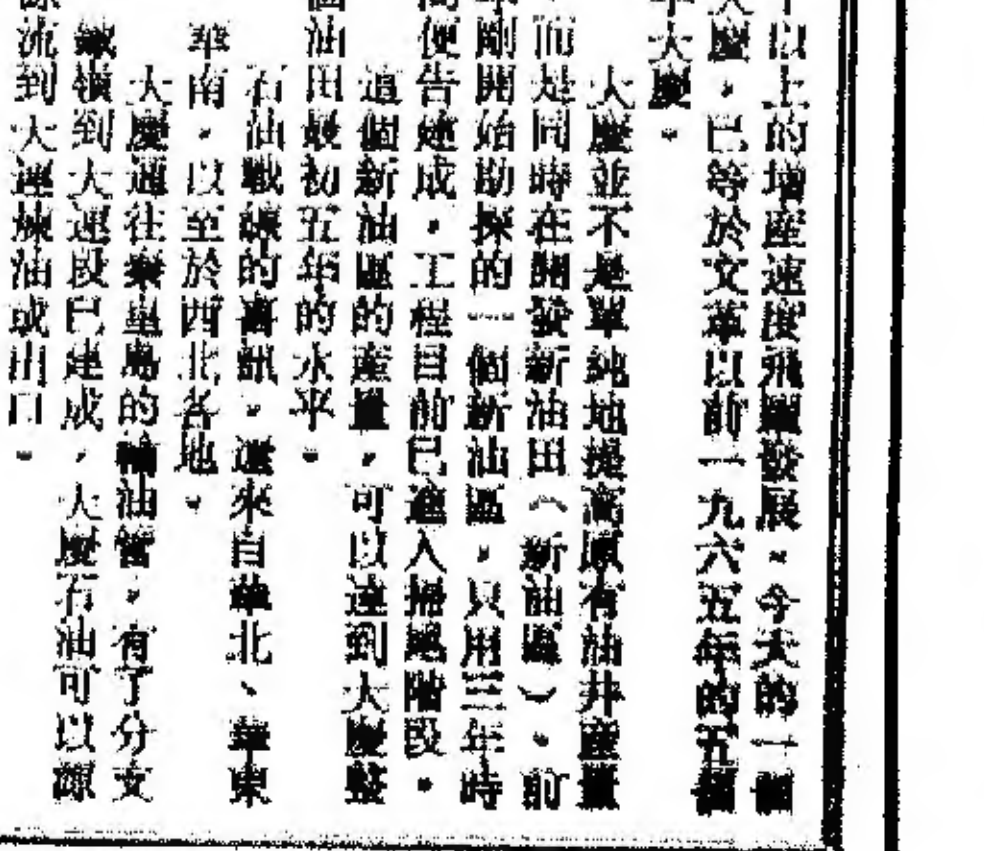 以上的增產速度飛躍發展。今天的一個
大慶，已等於文革以前一九六五年的五個
大慶。
大慶並不是單純地提高原有油井產量
，而是同時在開發新油田（新油區）。前
剛開始勘探的一個新油區，只用三年時
間便告建成，工程目前已進入掃尾階段。
這個新油區的產量，可以達到大慶整
個油田最初五年的水平。
石油戰線的喜訊，還來自華北、華東
華南，以至於西北各地。
大慶通往秦皇島的輸油管，有了分支
鐵嶺到大連段已建成，大慶石油可以源
源流到大連煉油或出口。